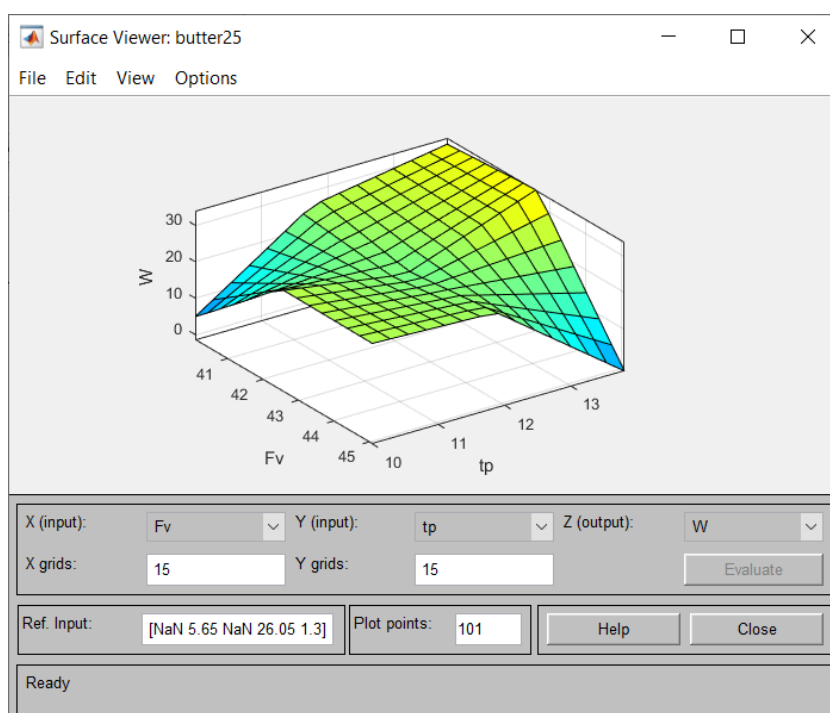 Surface Viewer: butter25
File Edit View Options
30
20
10
0
W
41
42
43
44
45
Fv
10
11
12
13
tp
X (input): Fv Y (input): tp Z (output): W
X grids: 15 Y grids: 15 Evaluate
Ref. Input: [NaN 5.65 NaN 26.05 1.3] Plot points: 101 Help Close
Ready